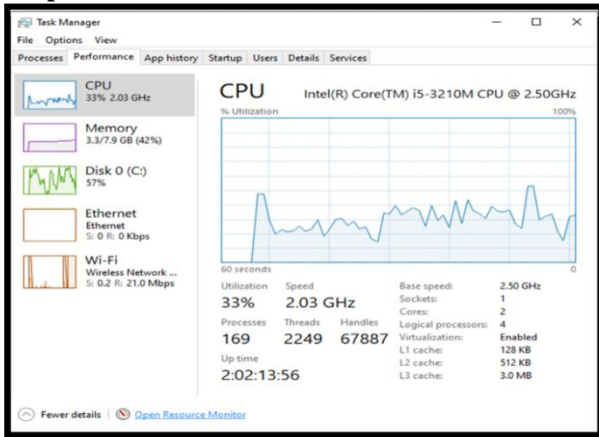 Task Manager
File Options View
Processes Performance App history Startup Users Details Services
CPU
33% 2.03 GHz
Memory
3.3/7.9 GB (42%)
Disk 0 (C:)
57%
Ethernet
Ethernet
S: 0 R: 0 Kbps
Wi-Fi
Wireless Network ...
S: 0.2 R: 21.0 Mbps
CPU Intel(R) Core(TM) i5-3210M CPU @ 2.50GHz
% Utilization 100%
60 seconds 0
Utilization Speed
33% 2.03 GHz
Processes Threads Handles
169 2249 67887
Up time
2:02:13:56
Base speed: 2.50 GHz
Sockets: 1
Cores: 2
Logical processors: 4
Virtualization: Enabled
L1 cache: 128 KB
L2 cache: 512 KB
L3 cache: 3.0 MB
Fewer details Open Resource Monitor